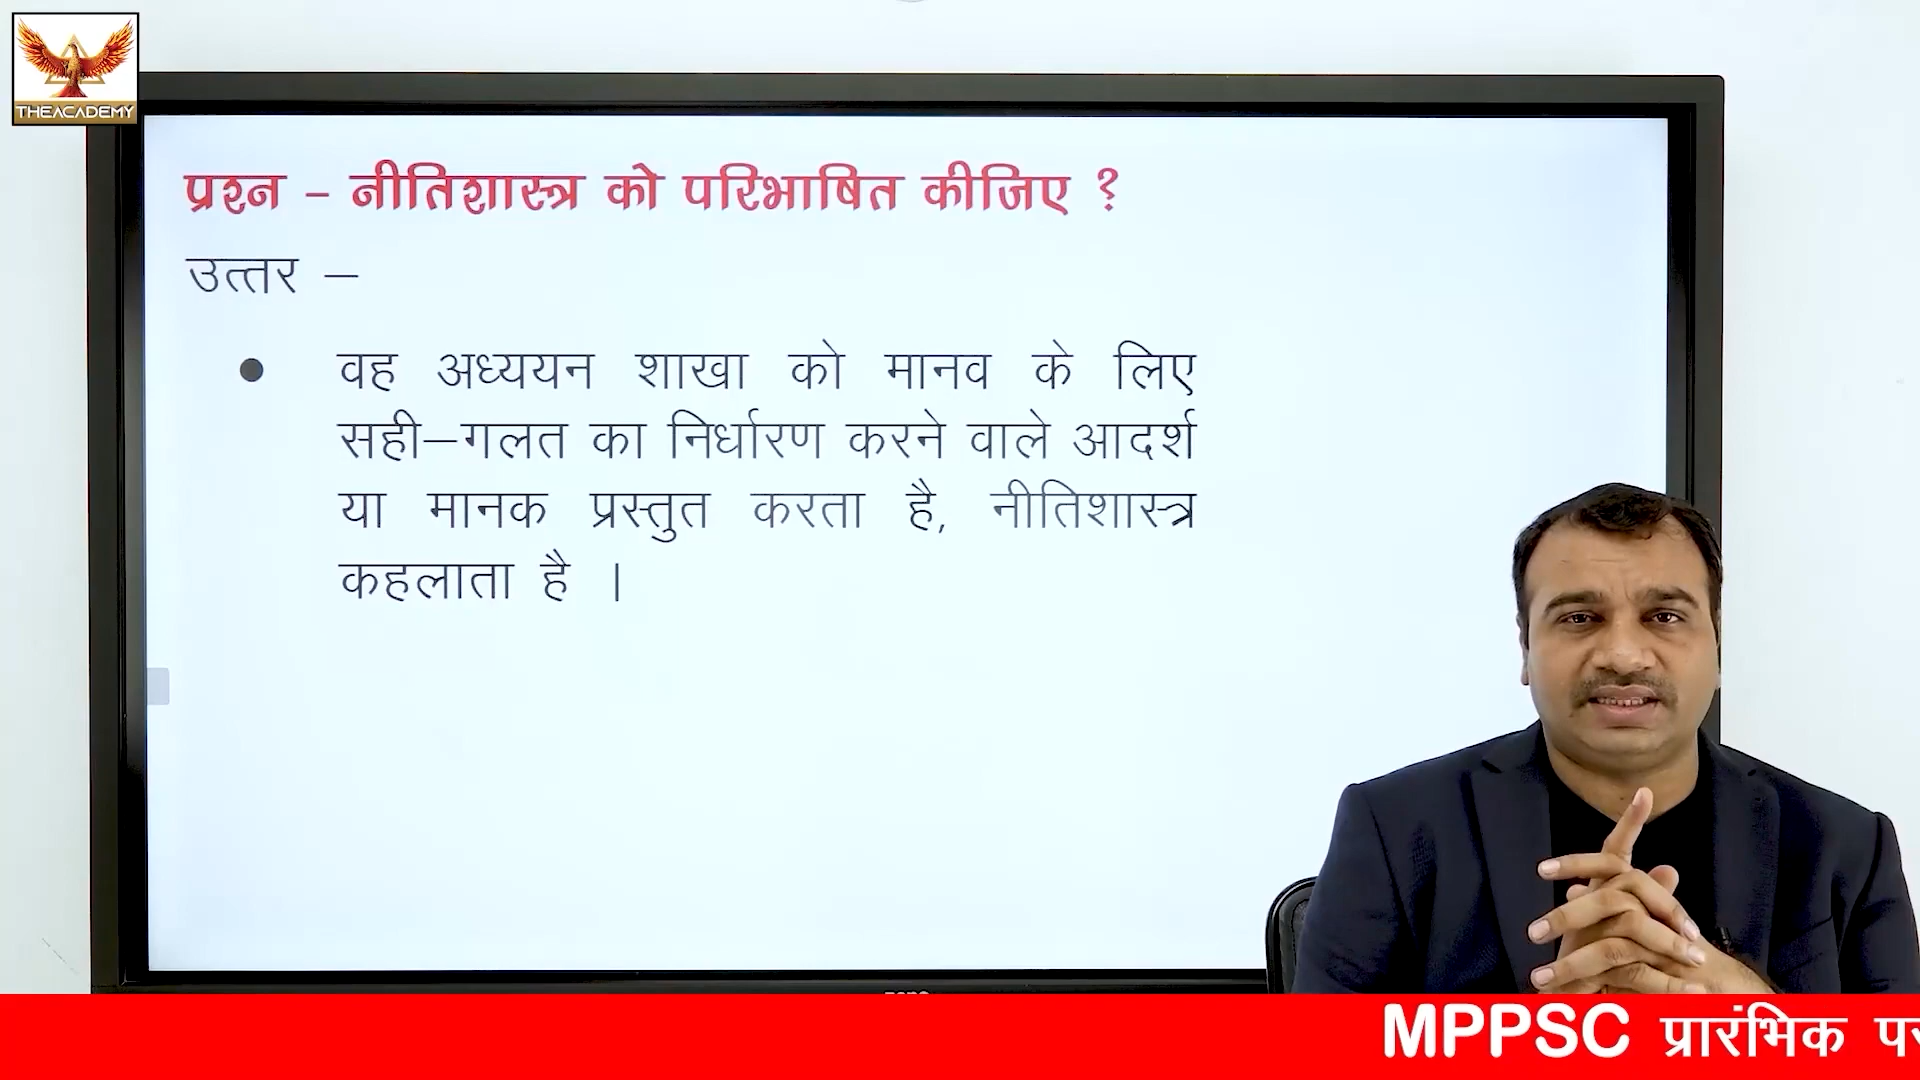 THEACADEMY
प्रश्न - नीतिशास्त्र को परिभाषित कीजिए ?
उत्तर –
● वह अध्ययन शाखा को मानव के लिए
सही–गलत का निर्धारण करने वाले आदर्श
या मानक प्रस्तुत करता है, नीतिशास्त्र
कहलाता है ।
MPPSC प्रारंभिक